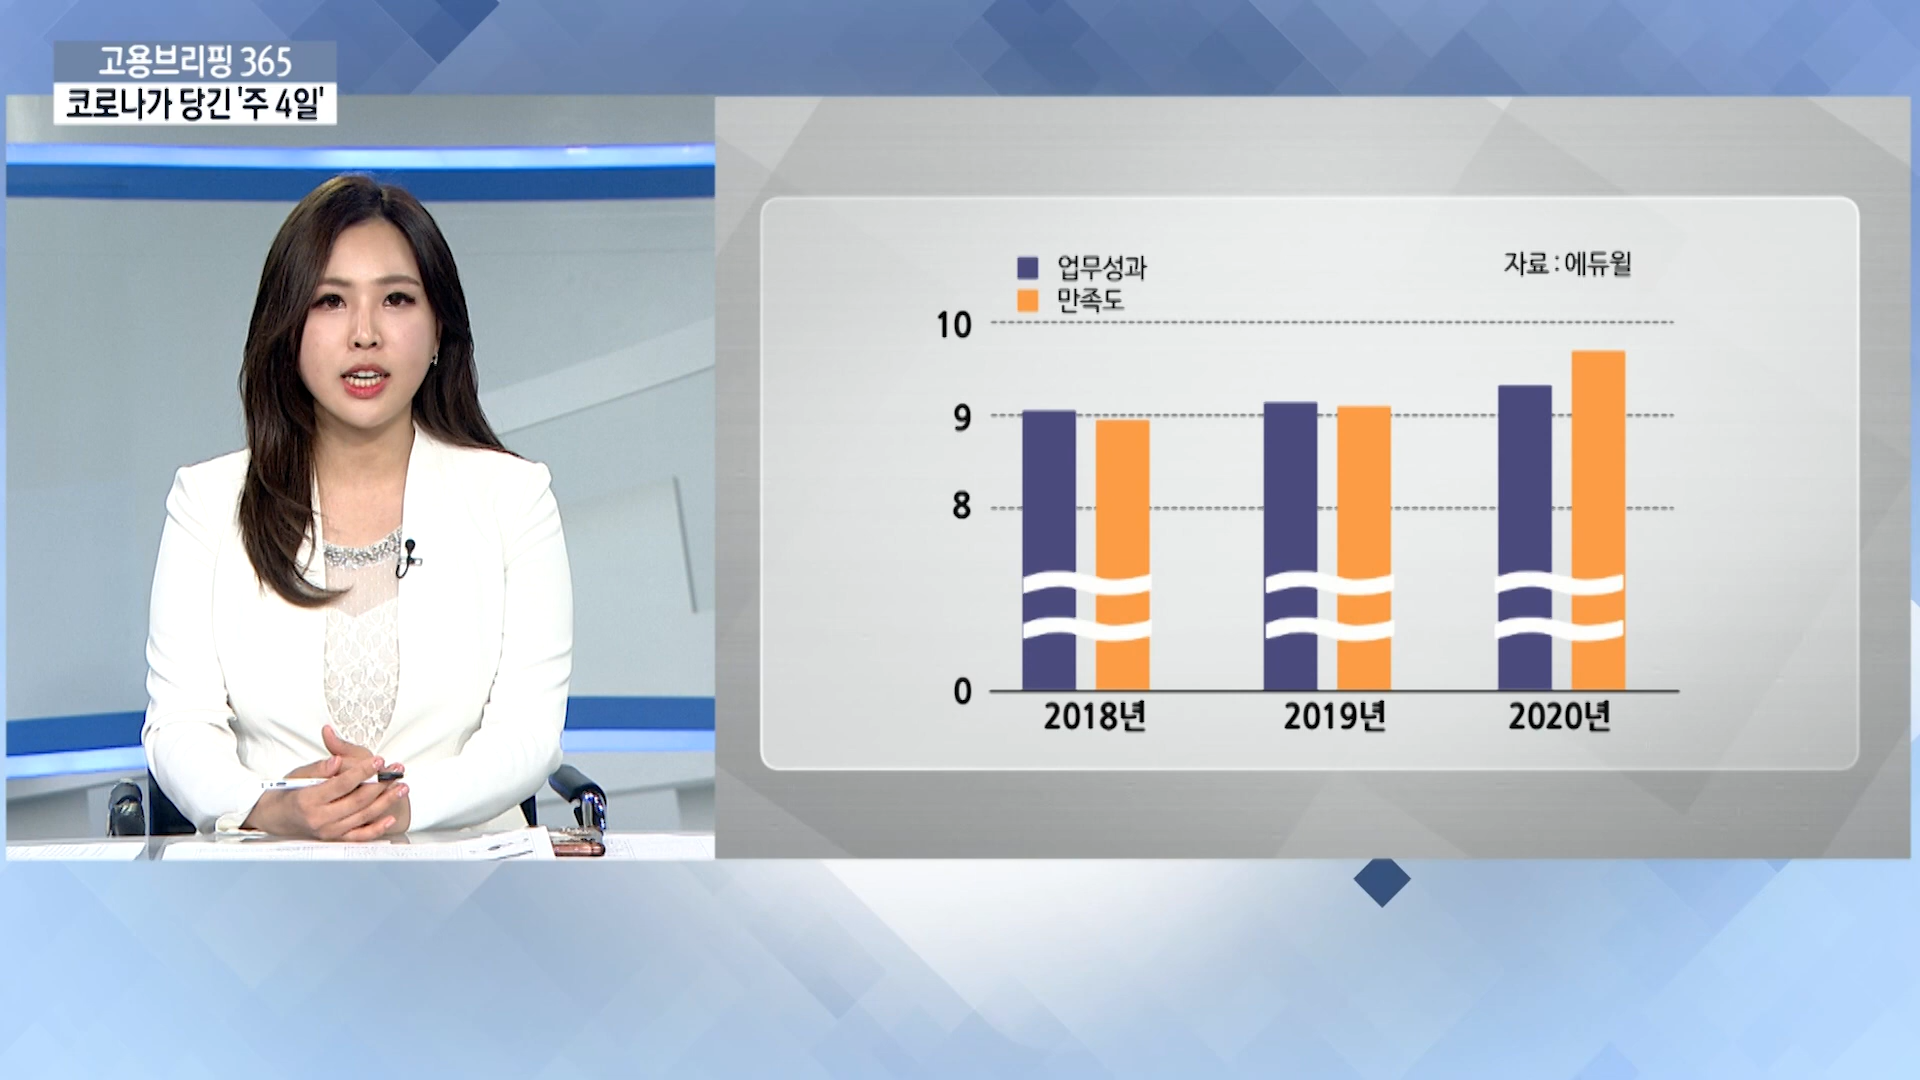 고용브리핑 365
코로나가 당긴 '주 4일'
업무성과
만족도
자료 : 에듀윌
10
9
8
0
2018년
2019년
2020년